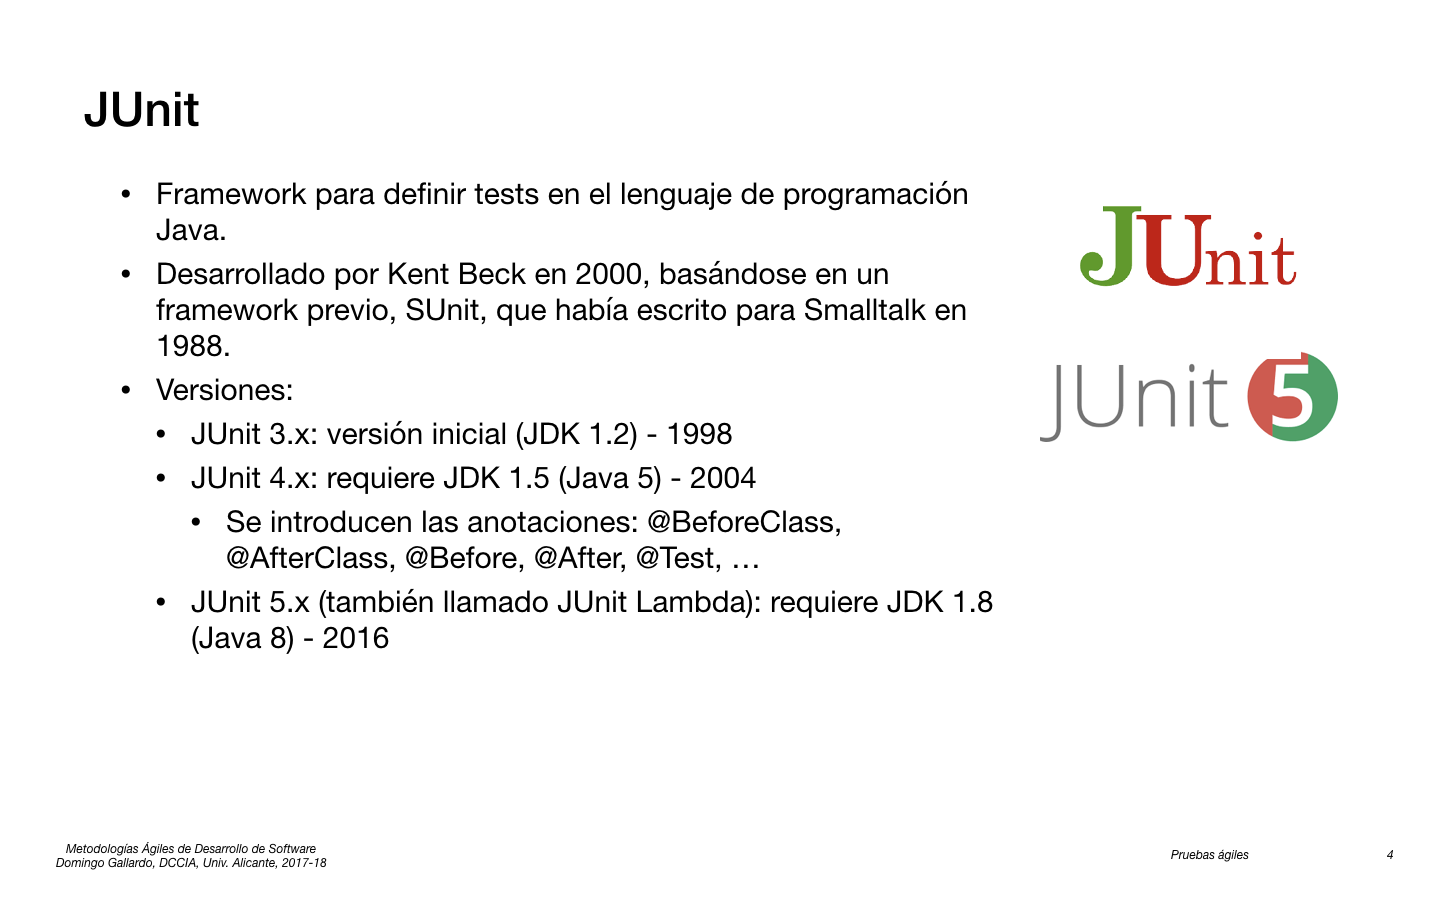 JUnit
• Framework para definir tests en el lenguaje de programación
Java.
• Desarrollado por Kent Beck en 2000, basándose en un
framework previo, SUnit, que había escrito para Smalltalk en
1988.
• Versiones:
• JUnit 3.x: versión inicial (JDK 1.2) - 1998
• JUnit 4.x: requiere JDK 1.5 (Java 5) - 2004
• Se introducen las anotaciones: @BeforeClass,
@AfterClass, @Before, @After, @Test, …
• JUnit 5.x (también llamado JUnit Lambda): requiere JDK 1.8
(Java 8) - 2016
JUnit
JUnit 5
Metodologías Ágiles de Desarrollo de Software
Domingo Gallardo, DCCIA, Univ. Alicante, 2017-18
Pruebas ágiles
4